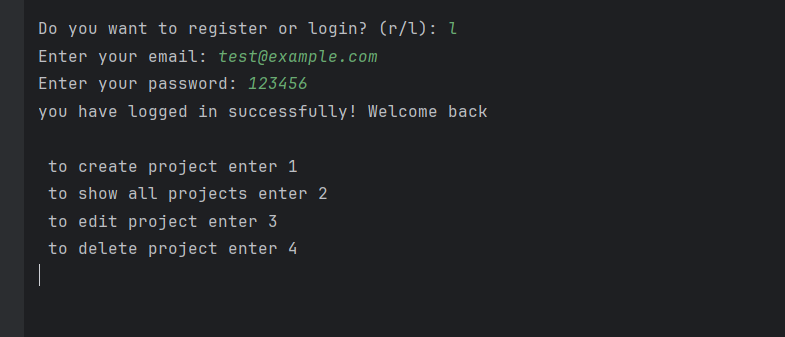 Do you want to register or login? (r/l): l
Enter your email: test@example.com
Enter your password: 123456
you have logged in successfully! Welcome back
to create project enter 1
to show all projects enter 2
to edit project enter 3
to delete project enter 4